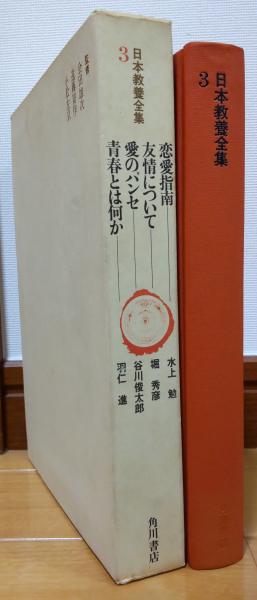 3 日本教養全集
恋愛指南
友情について
愛のパンセ
青春とは何か
水上 勉
堀 秀彦
谷川俊太郎
羽仁 進
角川書店
監修
3 日本教養全集